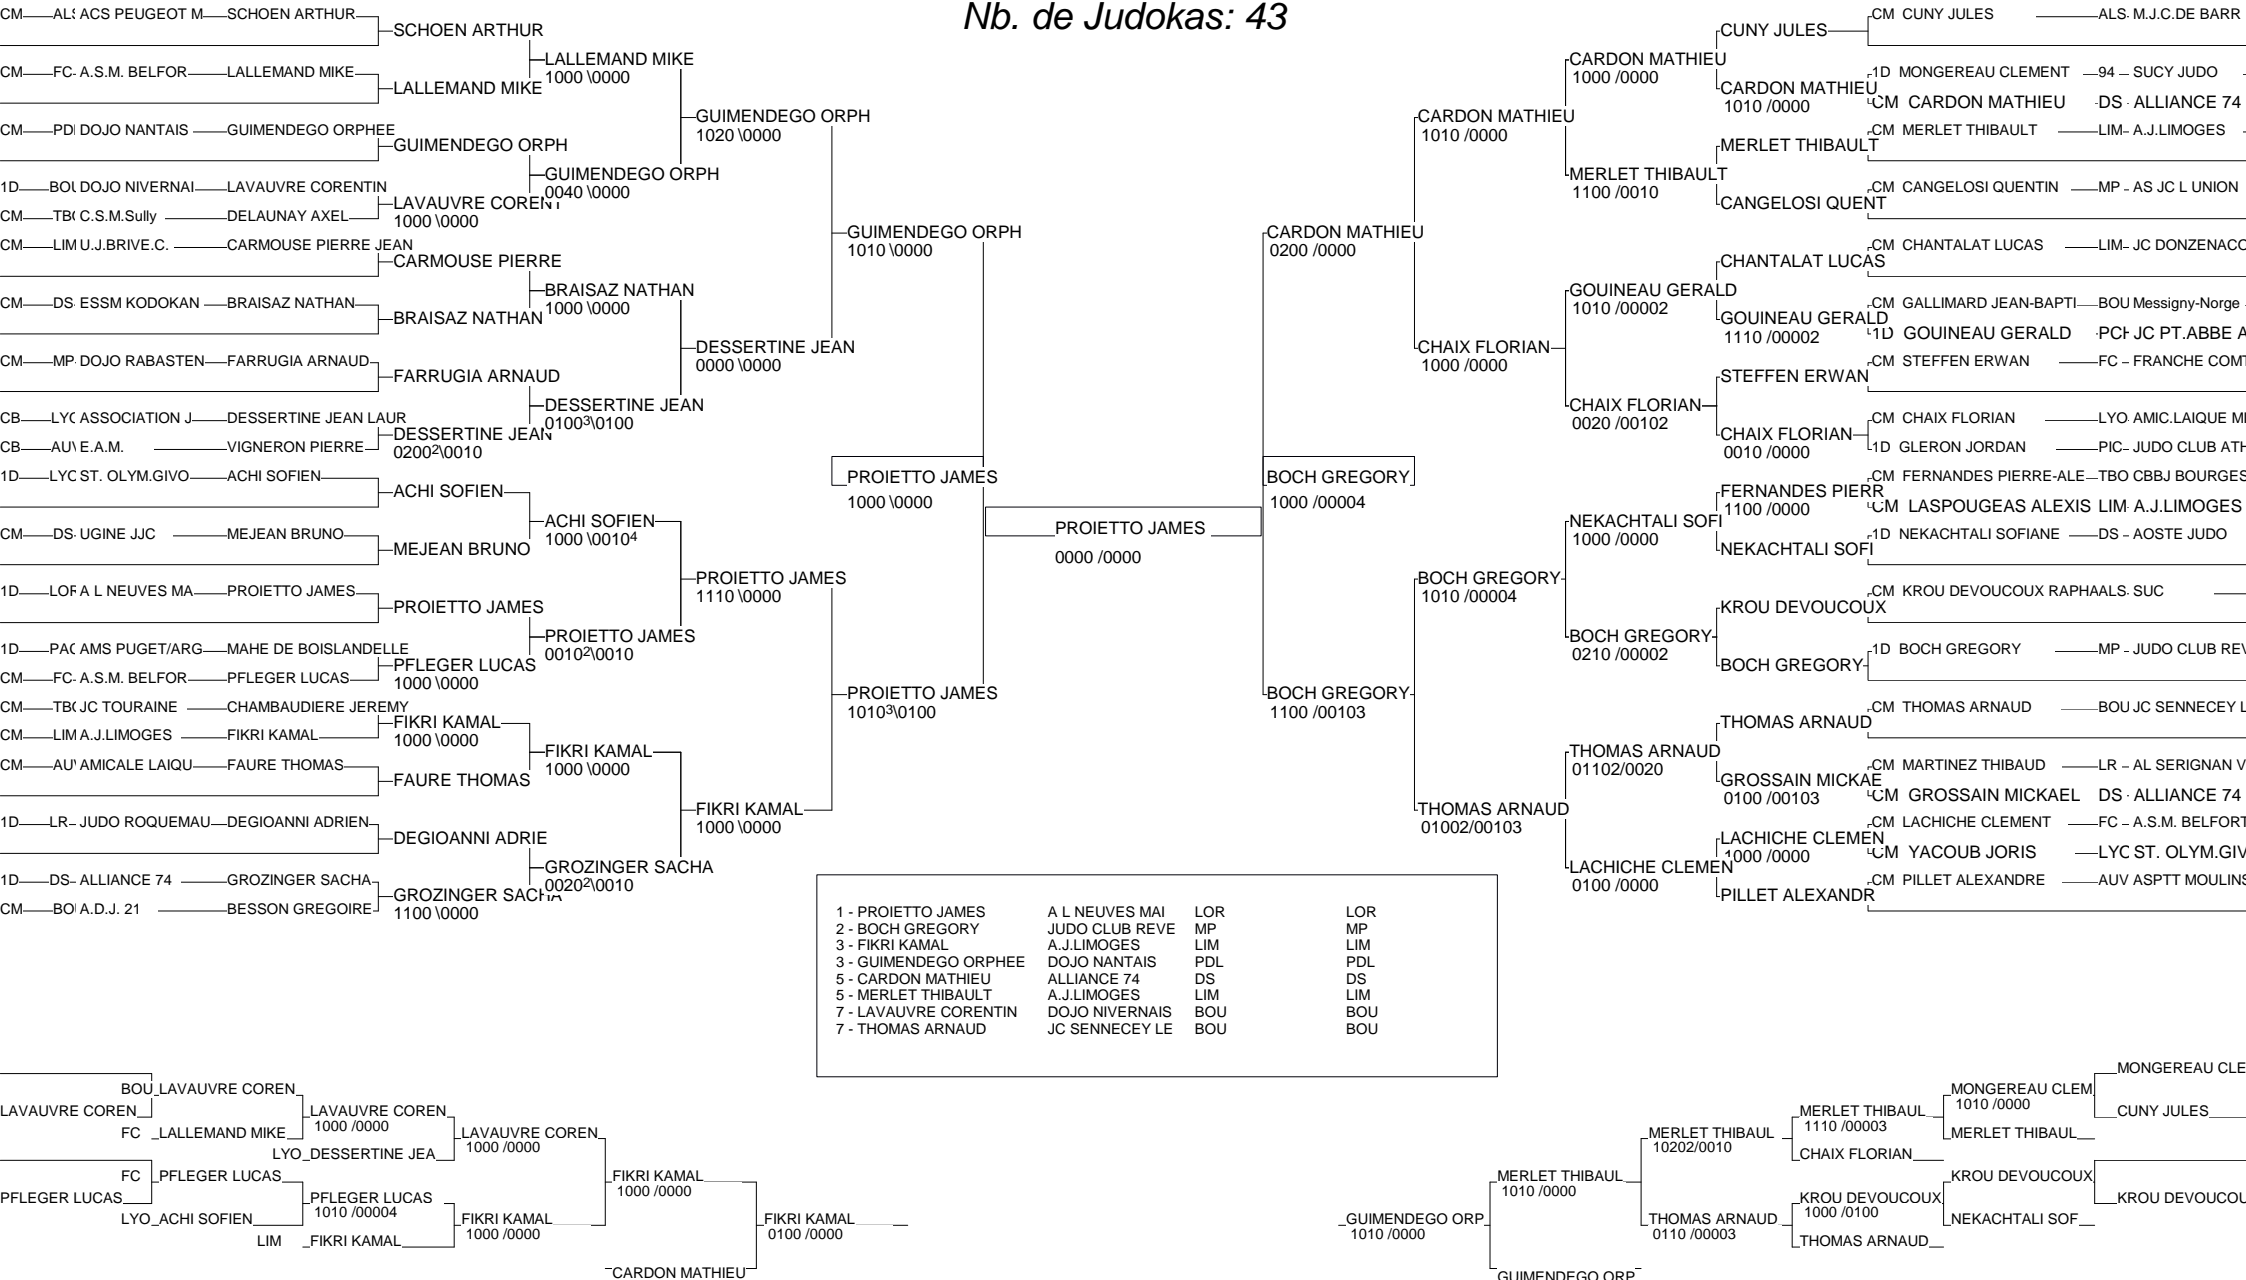 Nb. de Judokas: 43
CM ALS ACS PEUGEOT M SCHOEN ARTHUR
SCHOEN ARTHUR
LALLEMAND MIKE
1000 \0000
CM FC- A.S.M. BELFOR LALLEMAND MIKE
LALLEMAND MIKE
GUIMENDEGO ORPH
1020 \0000
CM PDL DOJO NANTAIS GUIMENDEGO ORPHEE
GUIMENDEGO ORPH
GUIMENDEGO ORPH
0040 \0000
1D BOU DOJO NIVERNAI LAVAUVRE CORENTIN
LAVAUVRE CORENT
1000 \0000
CM TBO C.S.M.Sully DELAUNAY AXEL
GUIMENDEGO ORPH
1010 \0000
CM LIM U.J.BRIVE.C. CARMOUSE PIERRE JEAN
CARMOUSE PIERRE
BRAISAZ NATHAN
1000 \0000
CM DS- ESSM KODOKAN BRAISAZ NATHAN
BRAISAZ NATHAN
DESSERTINE JEAN
0000 \0000
CM MP- DOJO RABASTEN FARRUGIA ARNAUD
FARRUGIA ARNAUD
DESSERTINE JEAN
0100³\0100
CB LYO ASSOCIATION J DESSERTINE JEAN LAUR
DESSERTINE JEAN
0200²\0010
CB AUV E.A.M. VIGNERON PIERRE
PROIETTO JAMES
1000 \0000
1D LYO ST. OLYM.GIVO ACHI SOFIEN
ACHI SOFIEN
ACHI SOFIEN
1000 \0010⁴
CM DS- UGINE JJC MEJEAN BRUNO
MEJEAN BRUNO
PROIETTO JAMES
1110 \0000
1D LOR A L NEUVES MA PROIETTO JAMES
PROIETTO JAMES
PROIETTO JAMES
0010²\0010
1D PAC AMS PUGET/ARG MAHE DE BOISLANDELLE
PFLEGER LUCAS
1000 \0000
CM FC- A.S.M. BELFOR PFLEGER LUCAS
PROIETTO JAMES
1010³\0100
CM TBO JC TOURAINE CHAMBAUDIERE JEREMY
FIKRI KAMAL
1000 \0000
CM LIM A.J.LIMOGES FIKRI KAMAL
FIKRI KAMAL
1000 \0000
CM AUV AMICALE LAIQU FAURE THOMAS
FAURE THOMAS
FIKRI KAMAL
1000 \0000
1D LR- JUDO ROQUEMAU DEGIOANNI ADRIEN
DEGIOANNI ADRIE
GROZINGER SACHA
0020²\0010
1D DS- ALLIANCE 74 GROZINGER SACHA
GROZINGER SACHA
1100 \0000
CM BO A.D.J. 21 BESSON GREGOIRE
PROIETTO JAMES
0000 /0000
CUNY JULES
CM CUNY JULES ALS- M.J.C.DE BARR
CARDON MATHIEU
1000 /0000
1D MONGEREAU CLEMENT 94 SUCY JUDO
CARDON MATHIEU
1010 /0000
CM CARDON MATHIEU DS ALLIANCE 74
CARDON MATHIEU
1010 /0000
CM MERLET THIBAULT LIM- A.J.LIMOGES
MERLET THIBAULT
MERLET THIBAULT
1100 /0010
CM CANGELOSI QUENTIN MP - AS JC L UNION
CANGELOSI QUENT
CARDON MATHIEU
0200 /0000
CM CHANTALAT LUCAS LIM- JC DONZENAC
CHANTALAT LUCAS
GOUINEAU GERALD
1010 /00002
CM GALLIMARD JEAN-BAPTI BOU Messigny-Norge
GOUINEAU GERALD
1110 /00002
1D GOUINEAU GERALD PCH JC PT.ABBE A
CHAIX FLORIAN
1000 /0000
CM STEFFEN ERWAN FC - FRANCHE COMT
STEFFEN ERWAN
CHAIX FLORIAN
0020 /00102
CM CHAIX FLORIAN LYO AMIC.LAIQUE M
CHAIX FLORIAN
0010 /0000
1D GLERON JORDAN PIC- JUDO CLUB ATH
BOCH GREGORY
1000 /00004
CM FERNANDES PIERRE-ALE TBO CBBJ BOURGES
FERNANDES PIERR
1100 /0000
CM LASPOUGEAS ALEXIS LIM- A.J.LIMOGES
NEKACHTALI SOFI
1000 /0000
1D NEKACHTALI SOFIANE DS - AOSTE JUDO
NEKACHTALI SOFI
BOCH GREGORY
1010 /00004
CM KROU DEVOUCOUX RAPHAALS- SUC
KROU DEVOUCOUX
BOCH GREGORY
0210 /00002
1D BOCH GREGORY MP - JUDO CLUB REV
BOCH GREGORY
BOCH GREGORY
1100 /00103
CM THOMAS ARNAUD BOU JC SENNECEY L
THOMAS ARNAUD
THOMAS ARNAUD
01102/0020
CM MARTINEZ THIBAUD LR - AL SERIGNAN V
GROSSAIN MICKAE
0100 /00103
CM GROSSAIN MICKAEL DS - ALLIANCE 74
THOMAS ARNAUD
01002/00103
CM LACHICHE CLEMENT FC - A.S.M. BELFORT
LACHICHE CLEMEN
1000 /0000
CM YACOUB JORIS LYO ST. OLYM.GIV
LACHICHE CLEMEN
0100 /0000
CM PILLET ALEXANDRE AUV ASPTT MOULINS
PILLET ALEXANDR
1 - PROIETTO JAMES A L NEUVES MAI LOR LOR
2 - BOCH GREGORY JUDO CLUB REVE MP MP
3 - FIKRI KAMAL A.J.LIMOGES LIM LIM
3 - GUIMENDEGO ORPHEE DOJO NANTAIS PDL PDL
5 - CARDON MATHIEU ALLIANCE 74 DS DS
5 - MERLET THIBAULT A.J.LIMOGES LIM LIM
7 - LAVAUVRE CORENTIN DOJO NIVERNAIS BOU BOU
7 - THOMAS ARNAUD JC SENNECEY LE BOU BOU
BOU LAVAUVRE COREN
LAVAUVRE COREN
LAVAUVRE COREN
1000 /0000
FC LALLEMAND MIKE
LAVAUVRE COREN
1000 /0000
LYO DESSERTINE JEA
FC PFLEGER LUCAS
FIKRI KAMAL
1000 /0000
PFLEGER LUCAS
PFLEGER LUCAS
1010 /00004
LYO ACHI SOFIEN
FIKRI KAMAL
1000 /0000
FIKRI KAMAL
0100 /0000
LIM FIKRI KAMAL
CARDON MATHIEU
MONGEREAU CLE
MONGEREAU CLEM
1010 /0000
MERLET THIBAUL
1110 /00003
CUNY JULES
MERLET THIBAUL
10202/0010
MERLET THIBAUL
CHAIX FLORIAN
MERLET THIBAUL
1010 /0000
KROU DEVOUCOUX
KROU DEVOUCOUX
1000 /0100
KROU DEVOUCOU
GUIMENDEGO ORP
1010 /0000
THOMAS ARNAUD
0110 /00003
NEKACHTALI SOF
THOMAS ARNAUD
GUIMENDEGO ORP